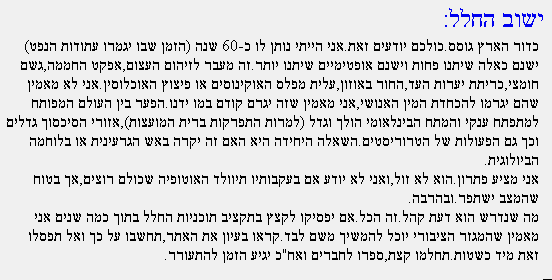 ישוב החלל:
כדור הארץ גוסס.כולכם יודעים זאת.אני הייתי נותן לו כ-60 שנה (הזמן שבו יגמרו עתודות הנפט)
ישנם כאלה שיתנו פחות וישנם אופטימיים שיתנו יותר.זה מעבר לזיהום העצום,אפקט החממה,גשם
חומצי,כריתת יערות העד,החור באוזון,עלית מפלס האוקינוסים או פיצוץ האוכלוסין.אני לא מאמין
שהם יגרמו להכחדת המין האנושי,אני מאמין שזה יגרם קודם במו ידנו.הפער בין העולם המפותח
למתפתח ענקי והמתח הבינלאומי הולך וגדל (למרות התפרקות ברית המועצות),אזורי הסיכסוך גדלים
וכך גם הפעולות של הטרוריסטים.השאלה היחידה היא האם זה יקרה באש הגרעינית או בלוחמה
הביולוגית.
אני מציע פתרון.הוא לא זול,ואני לא יודע אם בעקבותיו תיוולד האוטופיה שכולם רוצים,אך בטוח
שהמצב ישתפר.ובהרבה.
מה שנדרש הוא דעת קהל.זה הכל.אם יפסיקו לקצץ בתקציב תוכניות החלל בתוך כמה שנים אני
מאמין שהמגזר הציבורי יוכל להמשיך משם לבד.קראו בעיון את האתר,תחשבו על כך ואל תפסלו
זאת מיד כשטות.תחלמו קצת,ספרו לחברים ואח"כ יגיע הזמן להתעורר.